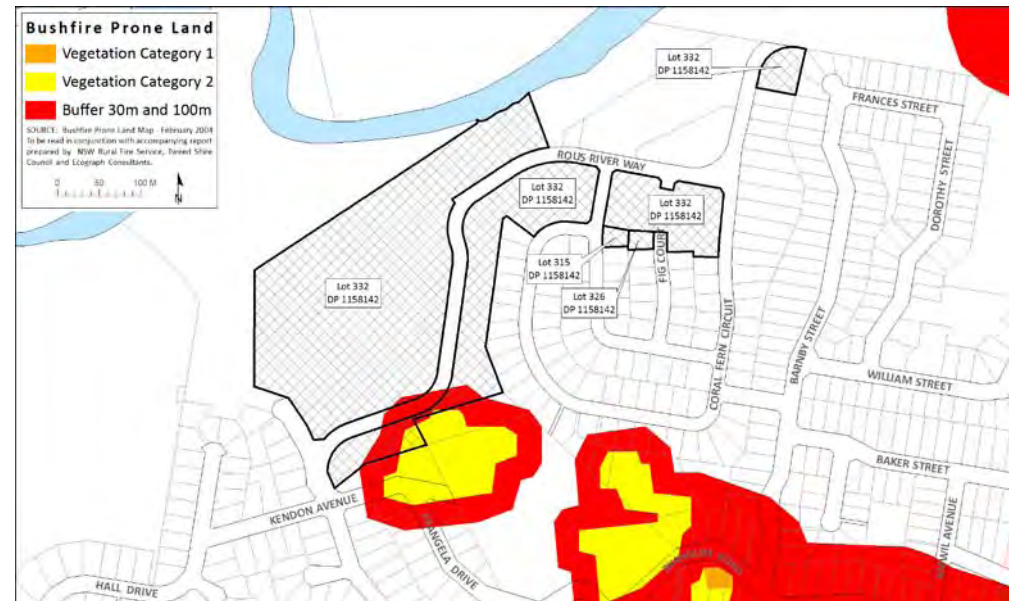 Bushfire Prone Land
Vegetation Category 1
Vegetation Category 2
Buffer 30m and 100m
SOURCE: Bushfire Prone Land Map - February 2004
To be read in conjunction with accompanying report
prepared by NSW Rural Fire Service, Tweed Shire
Council and Ecograph Consultants.
0 50 100 M
N
Lot 332
DP 1158142
FRANCES STREET
DOROTHY STREET
ROUS RIVER WAY
Lot 332
DP 1158142
Lot 332
DP 1158142
Lot 315
DP 1158142
FIG COURT
Lot 326
DP 1158142
Lot 332
DP 1158142
CORAL FERN CIRCUIT
BARNBY STREET
WILLIAM STREET
BAKER STREET
KENDON AVENUE
DRIVE
AVENUE
HALL DRIVE